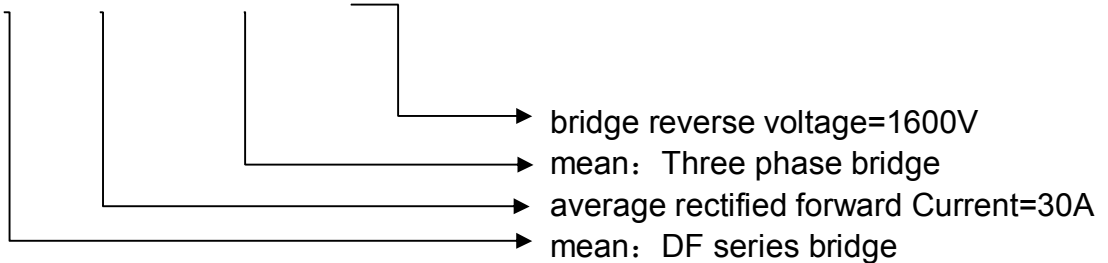 bridge reverse voltage=1600V
mean：Three phase bridge
average rectified forward Current=30A
mean：DF series bridge